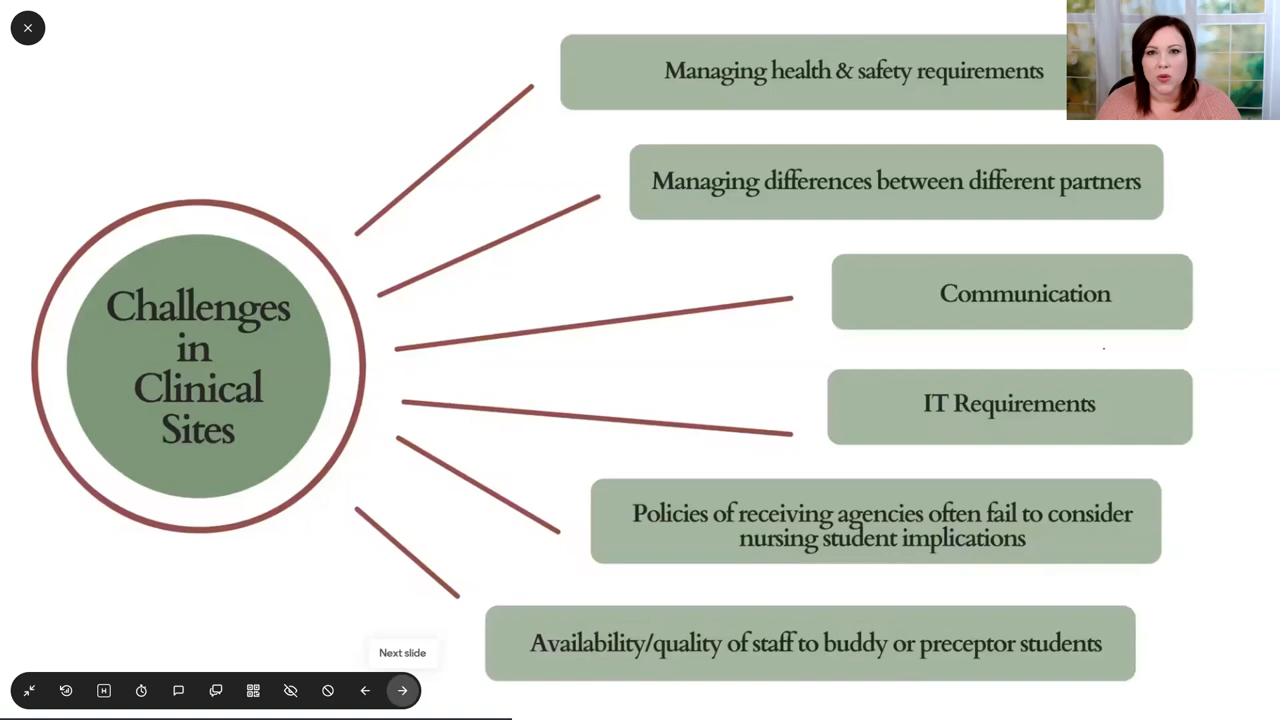 Managing health & safety requirements
Managing differences between different partners
Challenges
in
Clinical
Sites
Communication
IT Requirements
Policies of receiving agencies often fail to consider
nursing student implications
Availability/quality of staff to buddy or preceptor students
Next slide
H